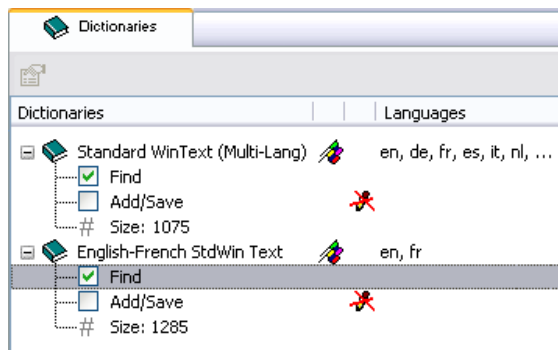 Dictionaries
Dictionaries Languages
Standard WinText (Multi-Lang) en, de, fr, es, it, nl, ...
Find
Add/Save
# Size: 1075
English-French StdWin Text en, fr
Find
Add/Save
# Size: 1285